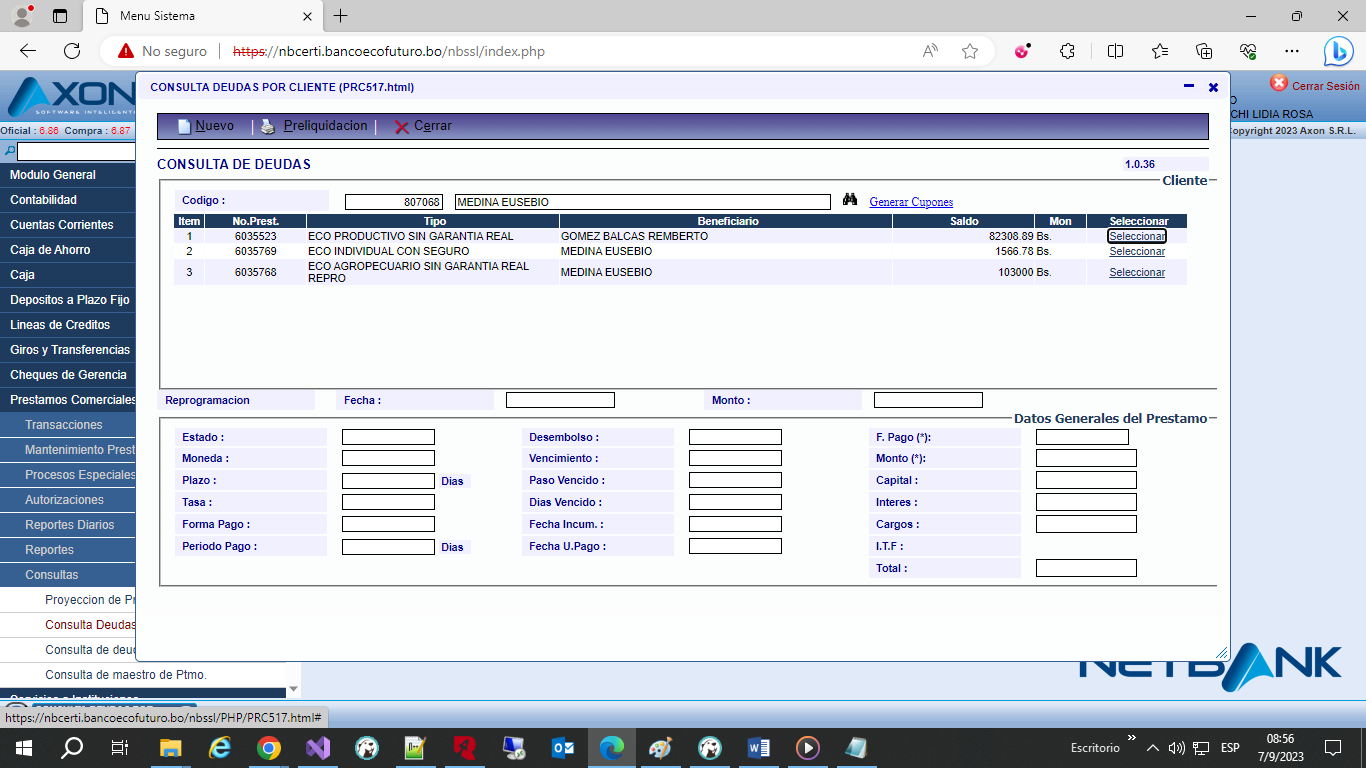 Menu Sistema
No seguro
https://nbcerti.bancoecofuturo.bo/nbssl/index.php
AXON
SOFTWARE INTELIGENTE
Oficial : 6.86 Compra : 6.87
Cerrar Sesión
CHI LIDIA ROSA
opyright 2023 Axon S.R.L.
CONSULTA DEUDAS POR CLIENTE (PRC517.html)
Nuevo
Preliquidacion
Cerrar
CONSULTA DE DEUDAS
1.0.36
Cliente
Codigo :
807068
MEDINA EUSEBIO
Generar Cupones
Item No.Prest. Tipo Beneficiario Saldo Mon Seleccionar
1 6035523 ECO PRODUCTIVO SIN GARANTIA REAL GOMEZ BALCAS REMBERTO 82308.89 Bs. Seleccionar
2 6035769 ECO INDIVIDUAL CON SEGURO MEDINA EUSEBIO 1566.78 Bs. Seleccionar
3 6035768 ECO AGROPECUARIO SIN GARANTIA REAL REPRO MEDINA EUSEBIO 103000 Bs. Seleccionar
Reprogramacion Fecha : Monto :
Datos Generales del Prestamo
Estado : Desembolso : F. Pago (*):
Moneda : Vencimiento : Monto (*):
Plazo : Dias Paso Vencido : Capital :
Tasa : Dias Vencido : Interes :
Forma Pago : Fecha Incum. : Cargos :
Periodo Pago : Dias Fecha U.Pago : I.T.F :
Total :
Modulo General
Contabilidad
Cuentas Corrientes
Caja de Ahorro
Caja
Depositos a Plazo Fijo
Lineas de Creditos
Giros y Transferencias
Cheques de Gerencia
Prestamos Comerciales
Transacciones
Mantenimiento Prest
Procesos Especiales
Autorizaciones
Reportes Diarios
Reportes
Consultas
Proyeccion de Pr
Consulta Deudas
Consulta de deud
Consulta de maestro de Ptmo.
NETBANK
https://nbcerti.bancoecofuturo.bo/nbssl/PHP/PRC517.html#
Escritorio
ESP
08:56
7/9/2023